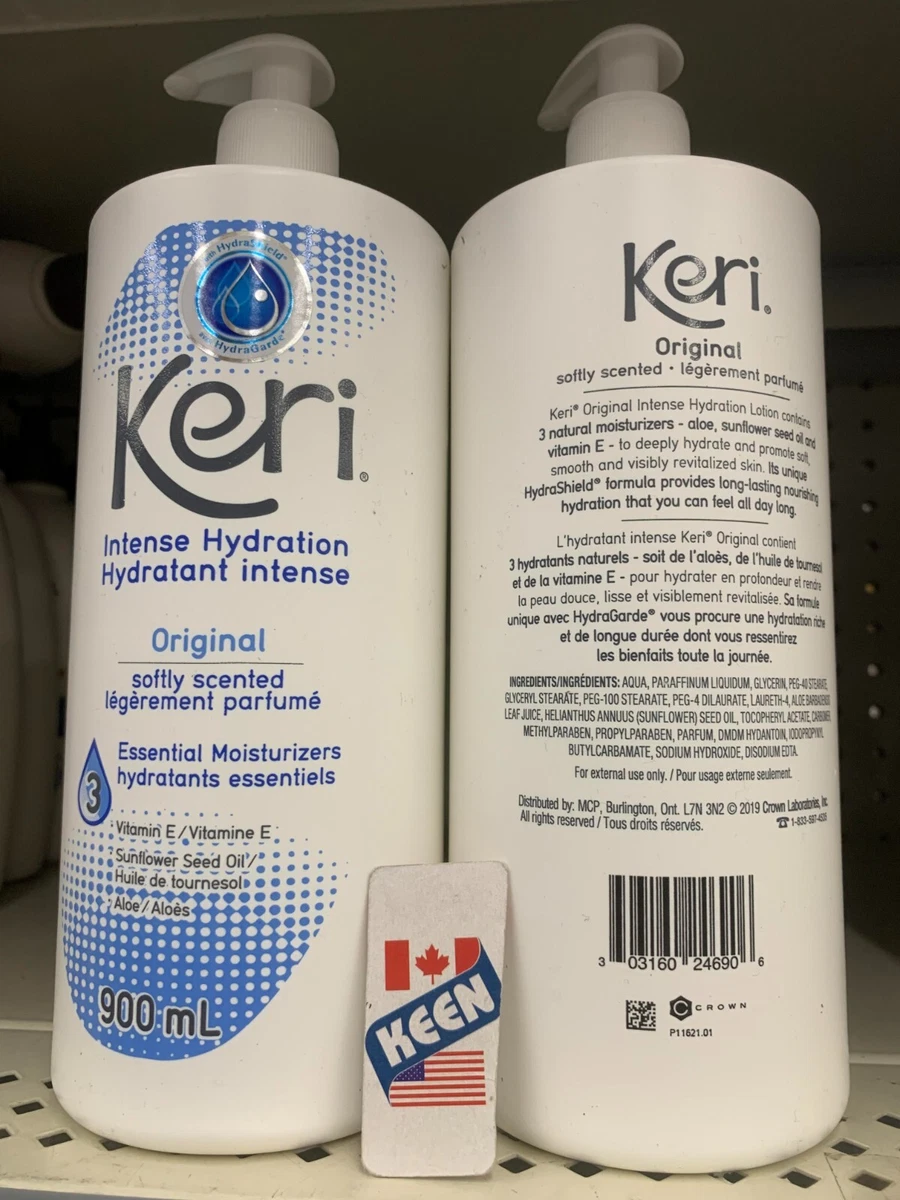 with HydraShield®
avec HydraGarde®
Keri®
Intense Hydration
Hydratant intense
Original
softly scented
légèrement parfumé
3
Essential Moisturizers
hydratants essentiels
Vitamin E/Vitamine E
Sunflower Seed Oil/
Huile de tournesol
Aloe/Aloès
900 mL
Keri®
Original
softly scented • légèrement parfumé
Keri® Original Intense Hydration Lotion contains
3 natural moisturizers - aloe, sunflower seed oil and
vitamin E - to deeply hydrate and promote soft,
smooth and visibly revitalized skin. Its unique
HydraShield® formula provides long-lasting nourishing
hydration that you can feel all day long.
L'hydratant intense Keri® Original contient
3 hydratants naturels - soit de l'aloès, de l'huile de tournesol
et de la vitamine E - pour hydrater en profondeur et rendre
la peau douce, lisse et visiblement revitalisée. Sa formule
unique avec HydraGarde® vous procure une hydratation riche
et de longue durée dont vous ressentirez
les bienfaits toute la journée.
INGREDIENTS/INGRÉDIENTS: AQUA, PARAFFINUM LIQUIDUM, GLYCERIN, PEG-40 STEARATE,
GLYCERYL STEARATE, PEG-100 STEARATE, PEG-4 DILAURATE, LAURETH-4, ALOE BARBADENSIS
LEAF JUICE, HELIANTHUS ANNUUS (SUNFLOWER) SEED OIL, TOCOPHERYL ACETATE, CARBOMER,
METHYLPARABEN, PROPYLPARABEN, PARFUM, DMDM HYDANTOIN, IODOPROPYNYL
BUTYLCARBAMATE, SODIUM HYDROXIDE, DISODIUM EDTA.
For external use only. / Pour usage externe seulement.
Distributed by: MCP, Burlington, Ont. L7N 3N2 © 2019 Crown Laboratories, Inc.
All rights reserved / Tous droits réservés.
☎ 1-833-597-4526
3 03160 24690 6
CROWN
P11621.01
KEEN